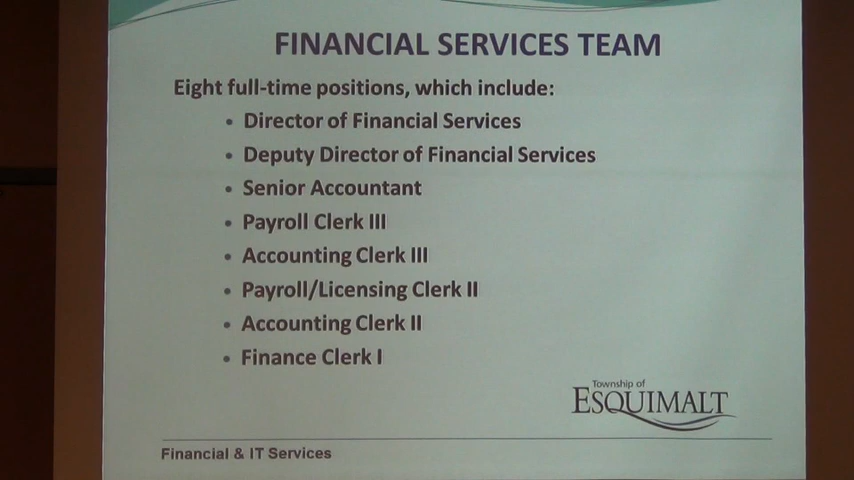 FINANCIAL SERVICES TEAM
Eight full-time positions, which include:
• Director of Financial Services
• Deputy Director of Financial Services
• Senior Accountant
• Payroll Clerk III
• Accounting Clerk III
• Payroll/Licensing Clerk II
• Accounting Clerk II
• Finance Clerk I
Township of
ESQUIMALT
Financial & IT Services